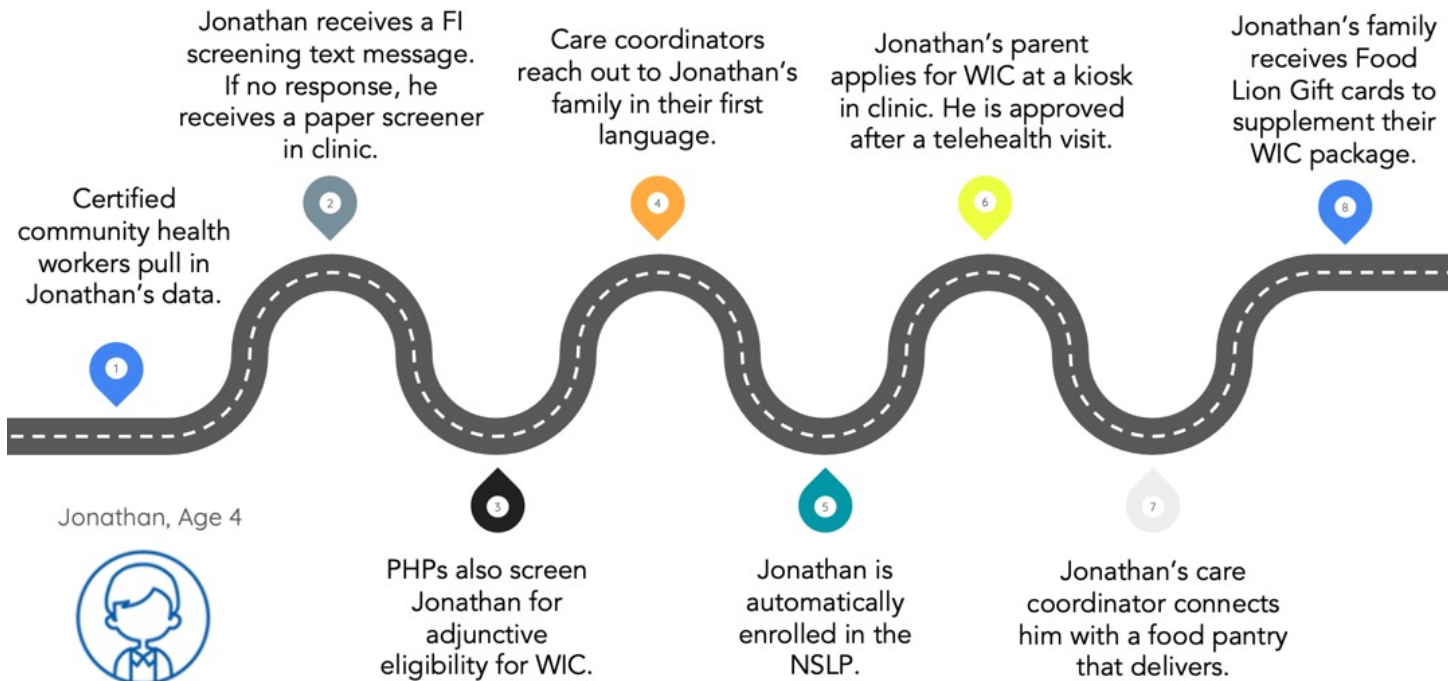 Certified
community health
workers pull in
Jonathan's data.
1
Jonathan receives a FI
screening text message.
If no response, he
receives a paper screener
in clinic.
2
3
PHPs also screen
Jonathan for
adjunctive
eligibility for WIC.
Care coordinators
reach out to Jonathan's
family in their first
language.
4
5
Jonathan is
automatically
enrolled in the
NSLP.
Jonathan's parent
applies for WIC at a kiosk
in clinic. He is approved
after a telehealth visit.
6
7
Jonathan's care
coordinator connects
him with a food pantry
that delivers.
Jonathan's family
receives Food
Lion Gift cards to
supplement their
WIC package.
8
Jonathan, Age 4